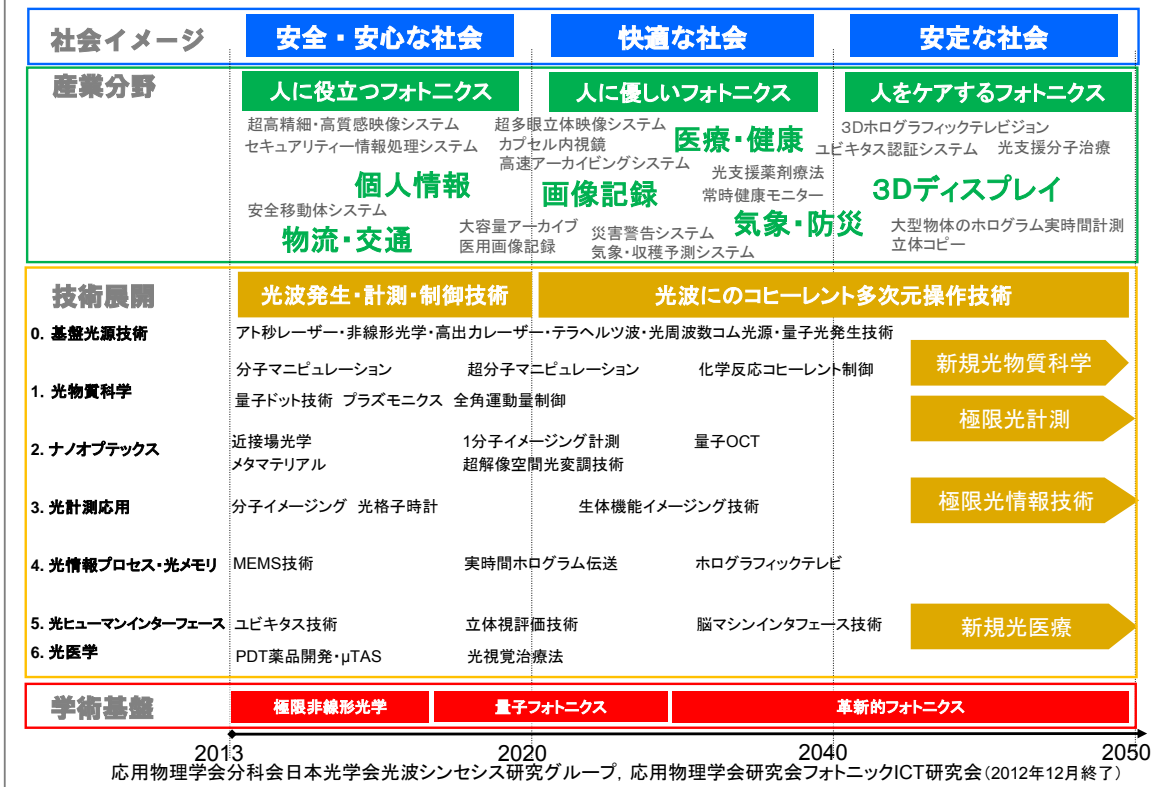 社会イメージ 安全・安心な社会 快適な社会 安定な社会
産業分野 人に役立つフォトニクス 人に優しいフォトニクス 人をケアするフォトニクス
超高精細・高質感映像システム 超多眼立体映像システム 医療・健康 3Dホログラフィックテレビジョン
セキュアリティー情報処理システム カプセル内視鏡 ユビキタス認証システム 光支援分子治療
高速アーカイビングシステム 光支援薬剤療法
個人情報 画像記録 常時健康モニター 3Dディスプレイ
安全移動体システム 大容量アーカイブ 災害警告システム 気象・防災 大型物体のホログラム実時間計測
物流・交通 医用画像記録 気象・収穫予測システム 立体コピー
技術展開 光波発生・計測・制御技術 光波にのコヒーレント多次元操作技術
0. 基盤光源技術 アト秒レーザー・非線形光学・高出力レーザー・テラヘルツ波・光周波数コム光源・量子光発生技術
分子マニピュレーション 超分子マニピュレーション 化学反応コヒーレント制御 新規光物質科学
1. 光物質科学
量子ドット技術 プラズモニクス 全角運動量制御 極限光計測
2. ナノオプテックス 近接場光学 1分子イメージング計測 量子OCT
メタマテリアル 超解像空間光変調技術
3. 光計測応用 分子イメージング 光格子時計 生体機能イメージング技術 極限光情報技術
4. 光情報プロセス・光メモリ MEMS技術 実時間ホログラム伝送 ホログラフィックテレビ
5. 光ヒューマンインターフェース ユビキタス技術 立体視評価技術 脳マシンインタフェース技術 新規光医療
6. 光医学 PDT薬品開発・μTAS 光視覚治療法
学術基盤 極限非線形光学 量子フォトニクス 革新的フォトニクス
2013 2020 2040 2050
応用物理学会分科会日本光学会光波シンセシス研究グループ, 応用物理学会研究会フォトニックICT研究会(2012年12月終了)